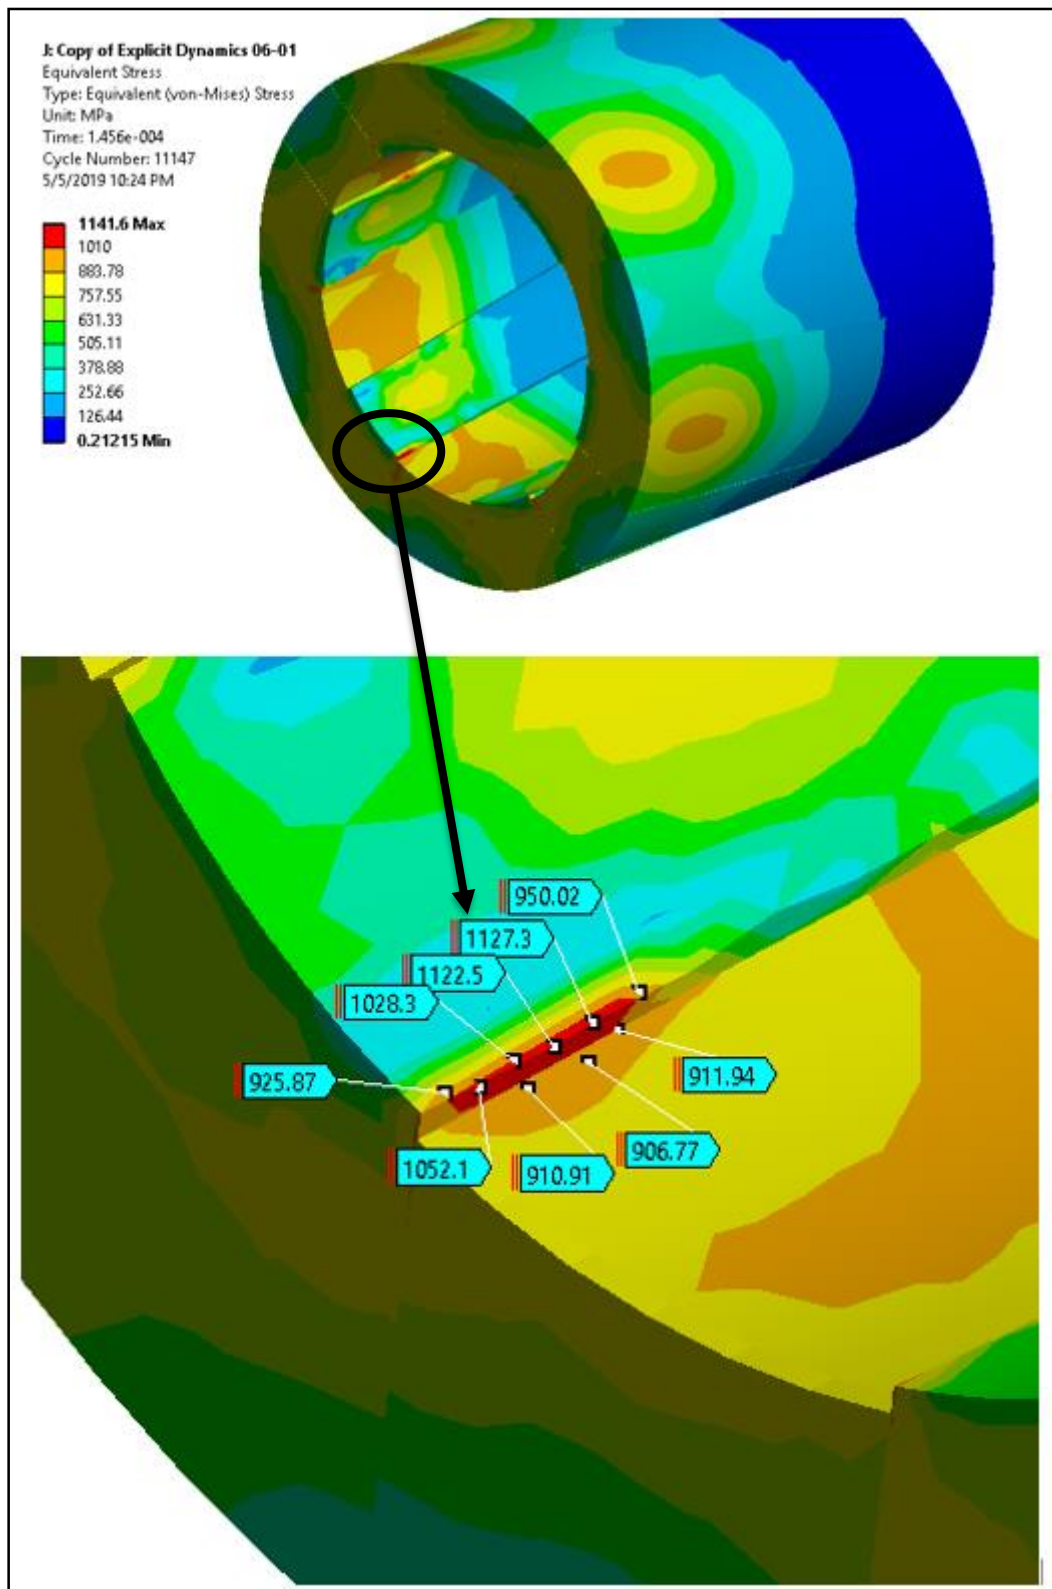 J: Copy of Explicit Dynamics 06-01
Equivalent Stress
Type: Equivalent (von-Mises) Stress
Unit: MPa
Time: 1.456e-004
Cycle Number: 11147
5/5/2019 10:24 PM
1141.6 Max
1010
883.78
757.55
631.33
505.11
378.88
252.66
126.44
0.21215 Min
950.02
1127.3
1122.5
1028.3
925.87
911.94
906.77
1052.1
910.91